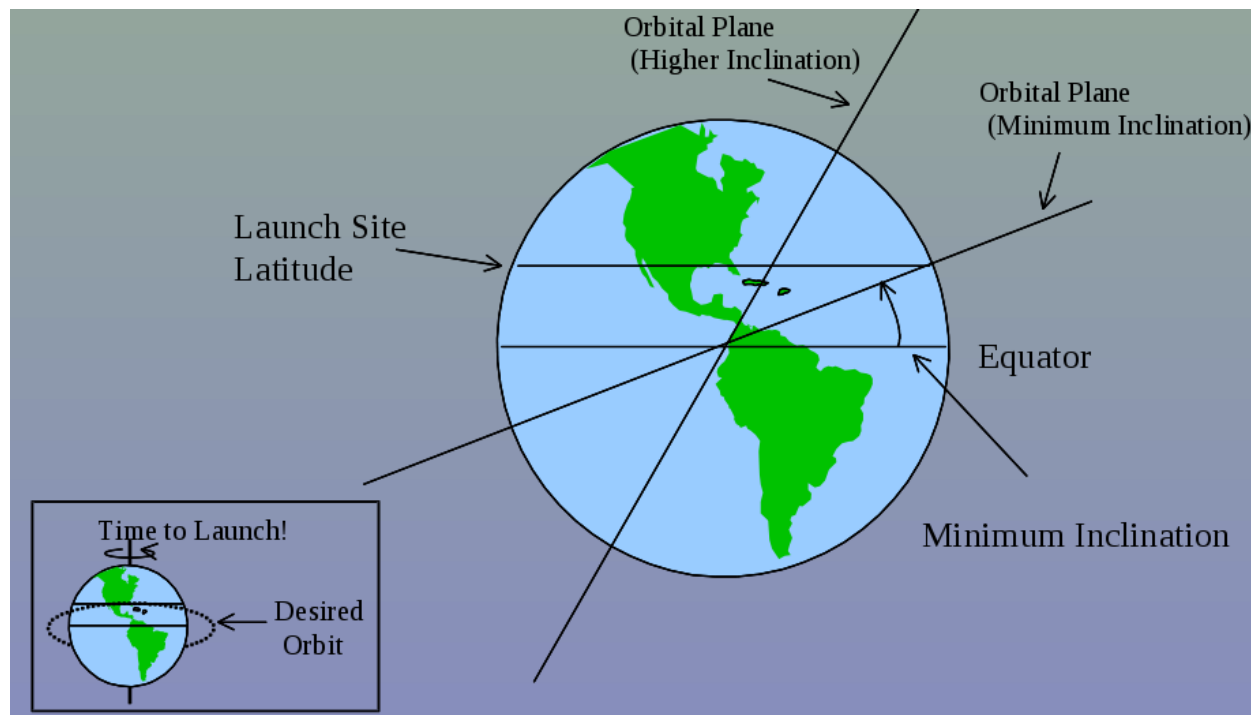 Orbital Plane
(Higher Inclination)
Orbital Plane
(Minimum Inclination)
Launch Site
Latitude
Equator
Minimum Inclination
Time to Launch!
Desired
Orbit